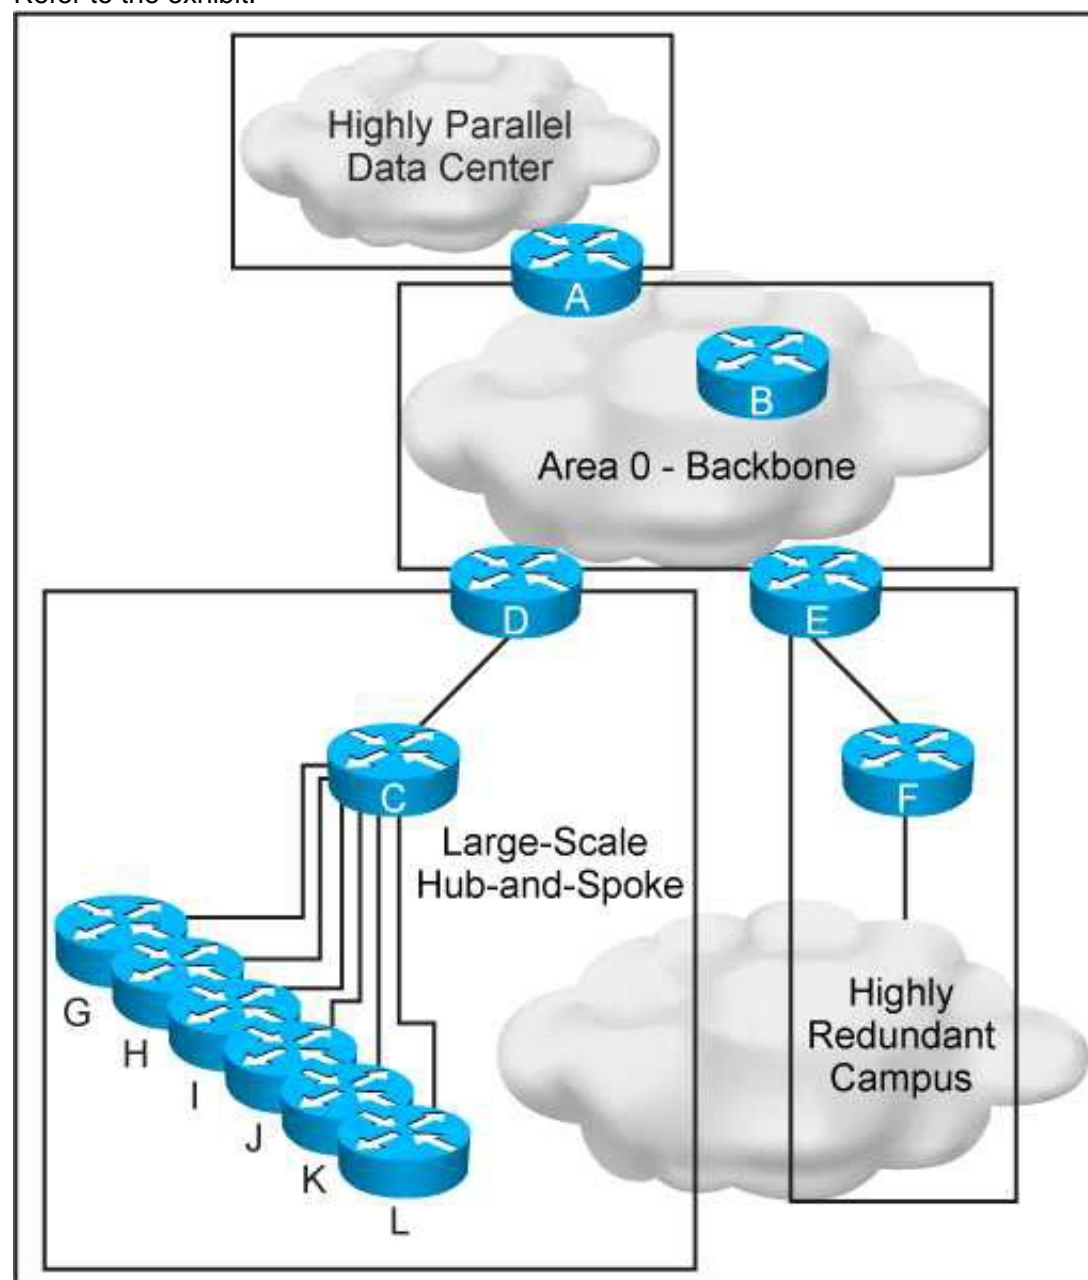 Refer to the exhibit.
Highly Parallel
Data Center
A
B
Area 0 - Backbone
D
E
C
F
Large-Scale
Hub-and-Spoke
G
H
I
J
K
L
Highly
Redundant
Campus